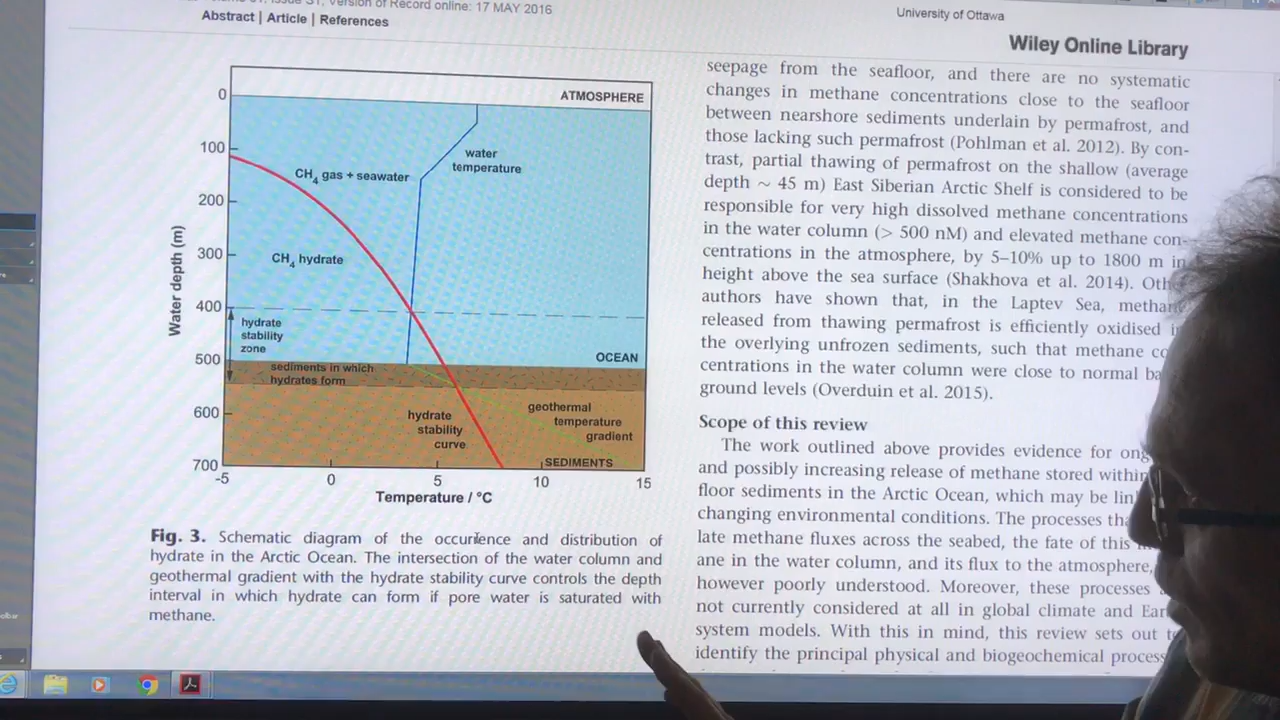 Version of Record online: 17 MAY 2016
Abstract | Article | References
University of Ottawa
Wiley Online Library
ATMOSPHERE
0
100
200
300
400
500
600
700
Water depth (m)
water
temperature
CH4 gas + seawater
CH4 hydrate
hydrate
stability
zone
OCEAN
sediments in which
hydrates form
hydrate
stability
curve
geothermal
temperature
gradient
SEDIMENTS
-5
0
5
10
15
Temperature / °C
Fig. 3. Schematic diagram of the occurrence and distribution of
hydrate in the Arctic Ocean. The intersection of the water column and
geothermal gradient with the hydrate stability curve controls the depth
interval in which hydrate can form if pore water is saturated with
methane.
seepage from the seafloor, and there are no systematic
changes in methane concentrations close to the seafloor
between nearshore sediments underlain by permafrost, and
those lacking such permafrost (Pohlman et al. 2012). By con-
trast, partial thawing of permafrost on the shallow (average
depth ~ 45 m) East Siberian Arctic Shelf is considered to be
responsible for very high dissolved methane concentrations
in the water column (> 500 nM) and elevated methane con-
centrations in the atmosphere, by 5–10% up to 1800 m in
height above the sea surface (Shakhova et al. 2014). Oth
authors have shown that, in the Laptev Sea, methan
released from thawing permafrost is efficiently oxidised i
the overlying unfrozen sediments, such that methane co
centrations in the water column were close to normal ba
ground levels (Overduin et al. 2015).
Scope of this review
The work outlined above provides evidence for ong
and possibly increasing release of methane stored within
floor sediments in the Arctic Ocean, which may be lin
changing environmental conditions. The processes tha
late methane fluxes across the seabed, the fate of this
ane in the water column, and its flux to the atmosphere,
however poorly understood. Moreover, these processes
not currently considered at all in global climate and Ear
system models. With this in mind, this review sets out t
identify the principal physical and biogeochemical process